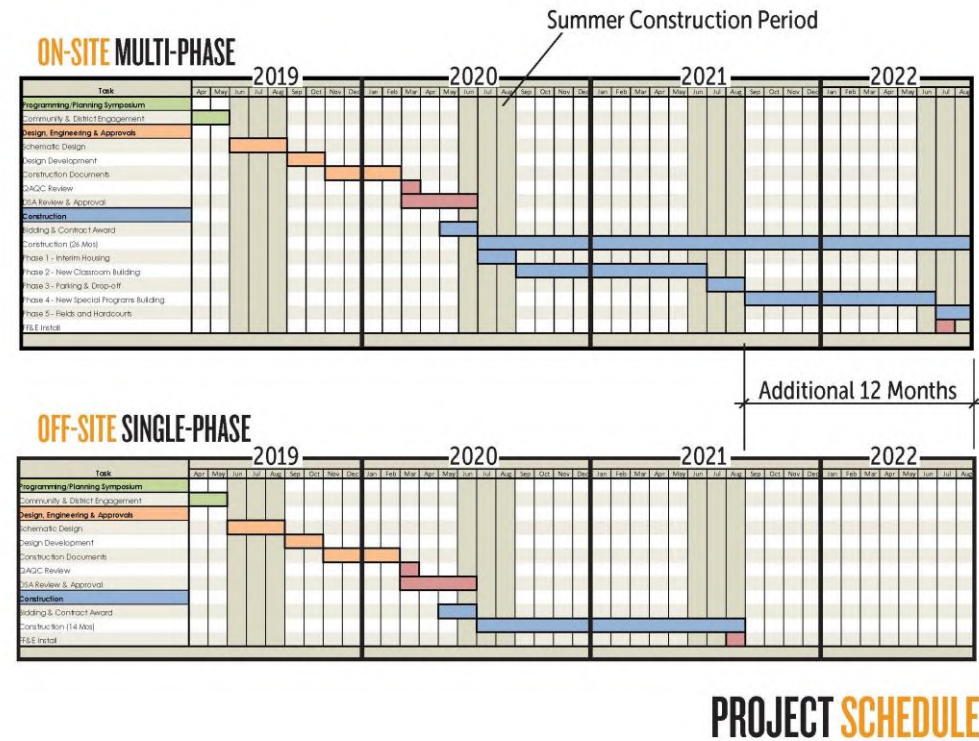 Summer Construction Period
ON-SITE MULTI-PHASE
2019 2020 2021 2022
Task Apr May Jun Jul Aug Sep Oct Nov Dec Jan Feb Mar Apr May Jun Jul Aug Sep Oct Nov Dec Jan Feb Mar Apr May Jun Jul Aug Sep Oct Nov Dec Jan Feb Mar Apr May Jun Jul Aug
Programming/Planning Symposium
Community & District Engagement
Design, Engineering & Approvals
Schematic Design
Design Development
Construction Documents
QAQC Review
DSA Review & Approval
Construction
Bidding & Contract Award
Construction (26 Mos)
Phase 1 - Interim Housing
Phase 2 - New Classroom Building
Phase 3 - Parking & Drop-off
Phase 4 - New Special Programs Building
Phase 5 - Fields and Hardcourts
FF&E Install
Additional 12 Months
OFF-SITE SINGLE-PHASE
2019 2020 2021 2022
Task Apr May Jun Jul Aug Sep Oct Nov Dec Jan Feb Mar Apr May Jun Jul Aug Sep Oct Nov Dec Jan Feb Mar Apr May Jun Jul Aug Sep Oct Nov Dec Jan Feb Mar Apr May Jun Jul Aug
Programming/Planning Symposium
Community & District Engagement
Design, Engineering & Approvals
Schematic Design
Design Development
Construction Documents
QAQC Review
DSA Review & Approval
Construction
Bidding & Contract Award
Construction (14 Mos)
FF&E Install
PROJECT SCHEDULE